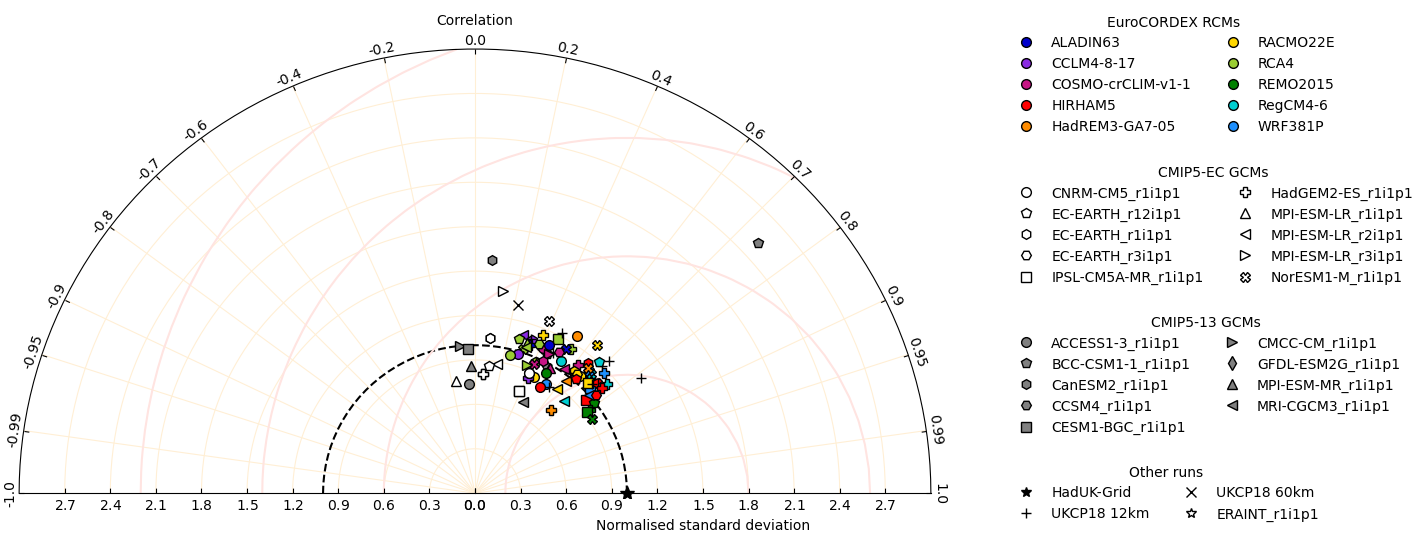 Correlation
0.0
-0.2
0.2
-0.4
0.4
-0.6
0.6
-0.7
0.7
-0.8
0.8
-0.9
0.9
-0.95
0.95
-0.99
0.99
-1.0
1.0
2.7 2.4 2.1 1.8 1.5 1.2 0.9 0.6 0.3 0.0 0.3 0.6 0.9 1.2 1.5 1.8 2.1 2.4 2.7
Normalised standard deviation
EuroCORDEX RCMs
ALADIN63 RACMO22E
CCLM4-8-17 RCA4
COSMO-crCLIM-v1-1 REMO2015
HIRHAM5 RegCM4-6
HadREM3-GA7-05 WRF381P
CMIP5-EC GCMs
CNRM-CM5_r1i1p1 HadGEM2-ES_r1i1p1
EC-EARTH_r12i1p1 MPI-ESM-LR_r1i1p1
EC-EARTH_r1i1p1 MPI-ESM-LR_r2i1p1
EC-EARTH_r3i1p1 MPI-ESM-LR_r3i1p1
IPSL-CM5A-MR_r1i1p1 NorESM1-M_r1i1p1
CMIP5-13 GCMs
ACCESS1-3_r1i1p1 CMCC-CM_r1i1p1
BCC-CSM1-1_r1i1p1 GFDL-ESM2G_r1i1p1
CanESM2_r1i1p1 MPI-ESM-MR_r1i1p1
CCSM4_r1i1p1 MRI-CGCM3_r1i1p1
CESM1-BGC_r1i1p1
Other runs
HadUK-Grid UKCP18 60km
UKCP18 12km ERAINT_r1i1p1